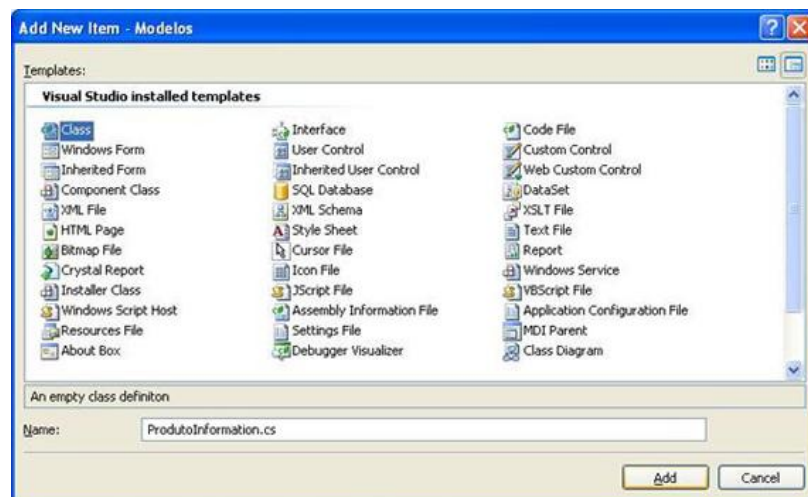 Add New Item - Modelos
Templates:
Visual Studio installed templates
Class Interface Code File
Windows Form User Control Custom Control
Inherited Form Inherited User Control Web Custom Control
Component Class SQL Database DataSet
XML File XML Schema XSLT File
HTML Page Style Sheet Text File
Bitmap File Cursor File Report
Crystal Report Icon File Windows Service
Installer Class JScript File VBScript File
Windows Script Host Assembly Information File Application Configuration File
Resources File Settings File MDI Parent
About Box Debugger Visualizer Class Diagram
An empty class definiton
Name: ProdutoInformation.cs
Add Cancel